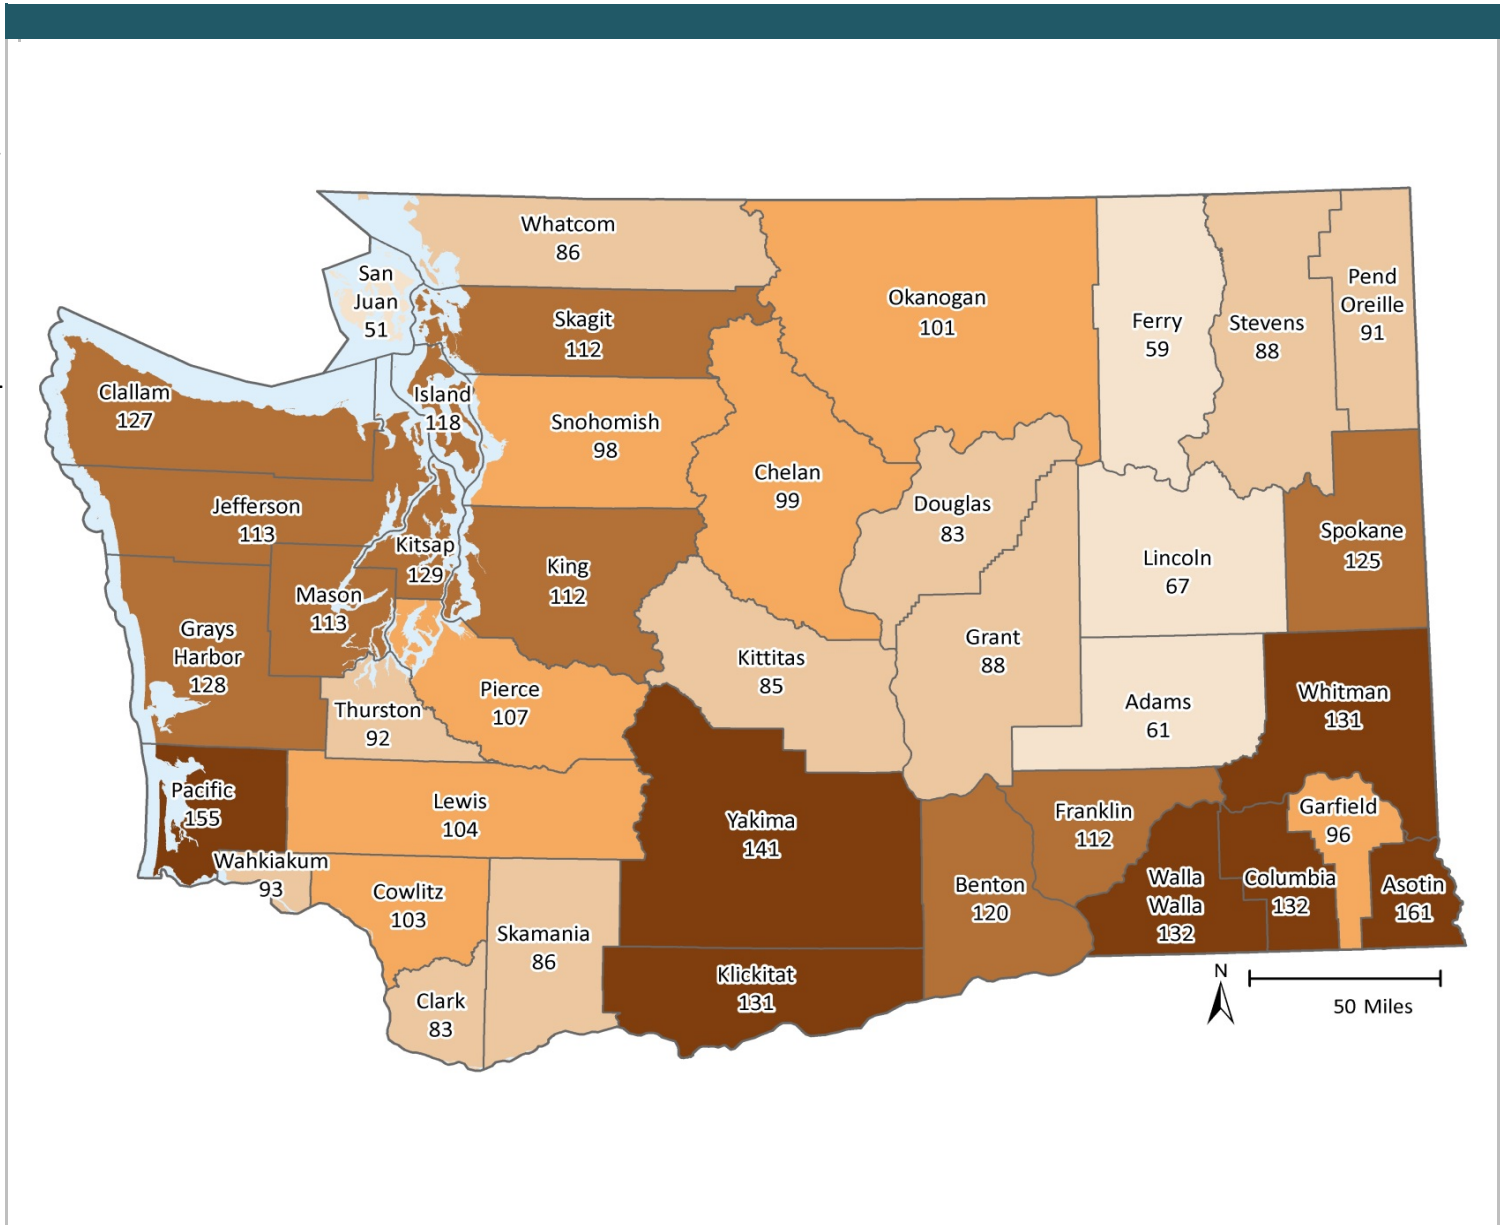 Whatcom
86
San
Juan
51
Skagit
112
Okanogan
101
Ferry
59
Stevens
88
Pend
Oreille
91
Clallam
127
Island
118
Snohomish
98
Chelan
99
Douglas
83
Jefferson
113
Kitsap
129
King
112
Lincoln
67
Spokane
125
Mason
113
Grays
Harbor
128
Kittitas
85
Grant
88
Thurston
92
Pierce
107
Adams
61
Whitman
131
Pacific
155
Lewis
104
Yakima
141
Franklin
112
Garfield
96
Wahkiakum
93
Cowlitz
103
Skamania
86
Benton
120
Walla
Walla
132
Columbia
132
Asotin
161
Clark
83
Klickitat
131
N
50 Miles